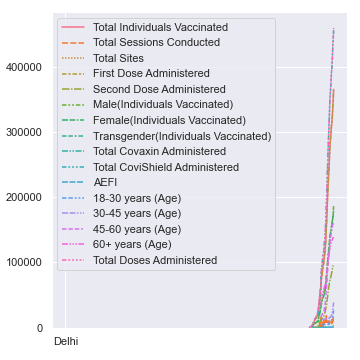 Total Individuals Vaccinated
Total Sessions Conducted
Total Sites
First Dose Administered
Second Dose Administered
Male(Individuals Vaccinated)
Female(Individuals Vaccinated)
Transgender(Individuals Vaccinated)
Total Covaxin Administered
Total CoviShield Administered
AEFI
18-30 years (Age)
30-45 years (Age)
45-60 years (Age)
60+ years (Age)
Total Doses Administered
400000
300000
200000
100000
0
Delhi